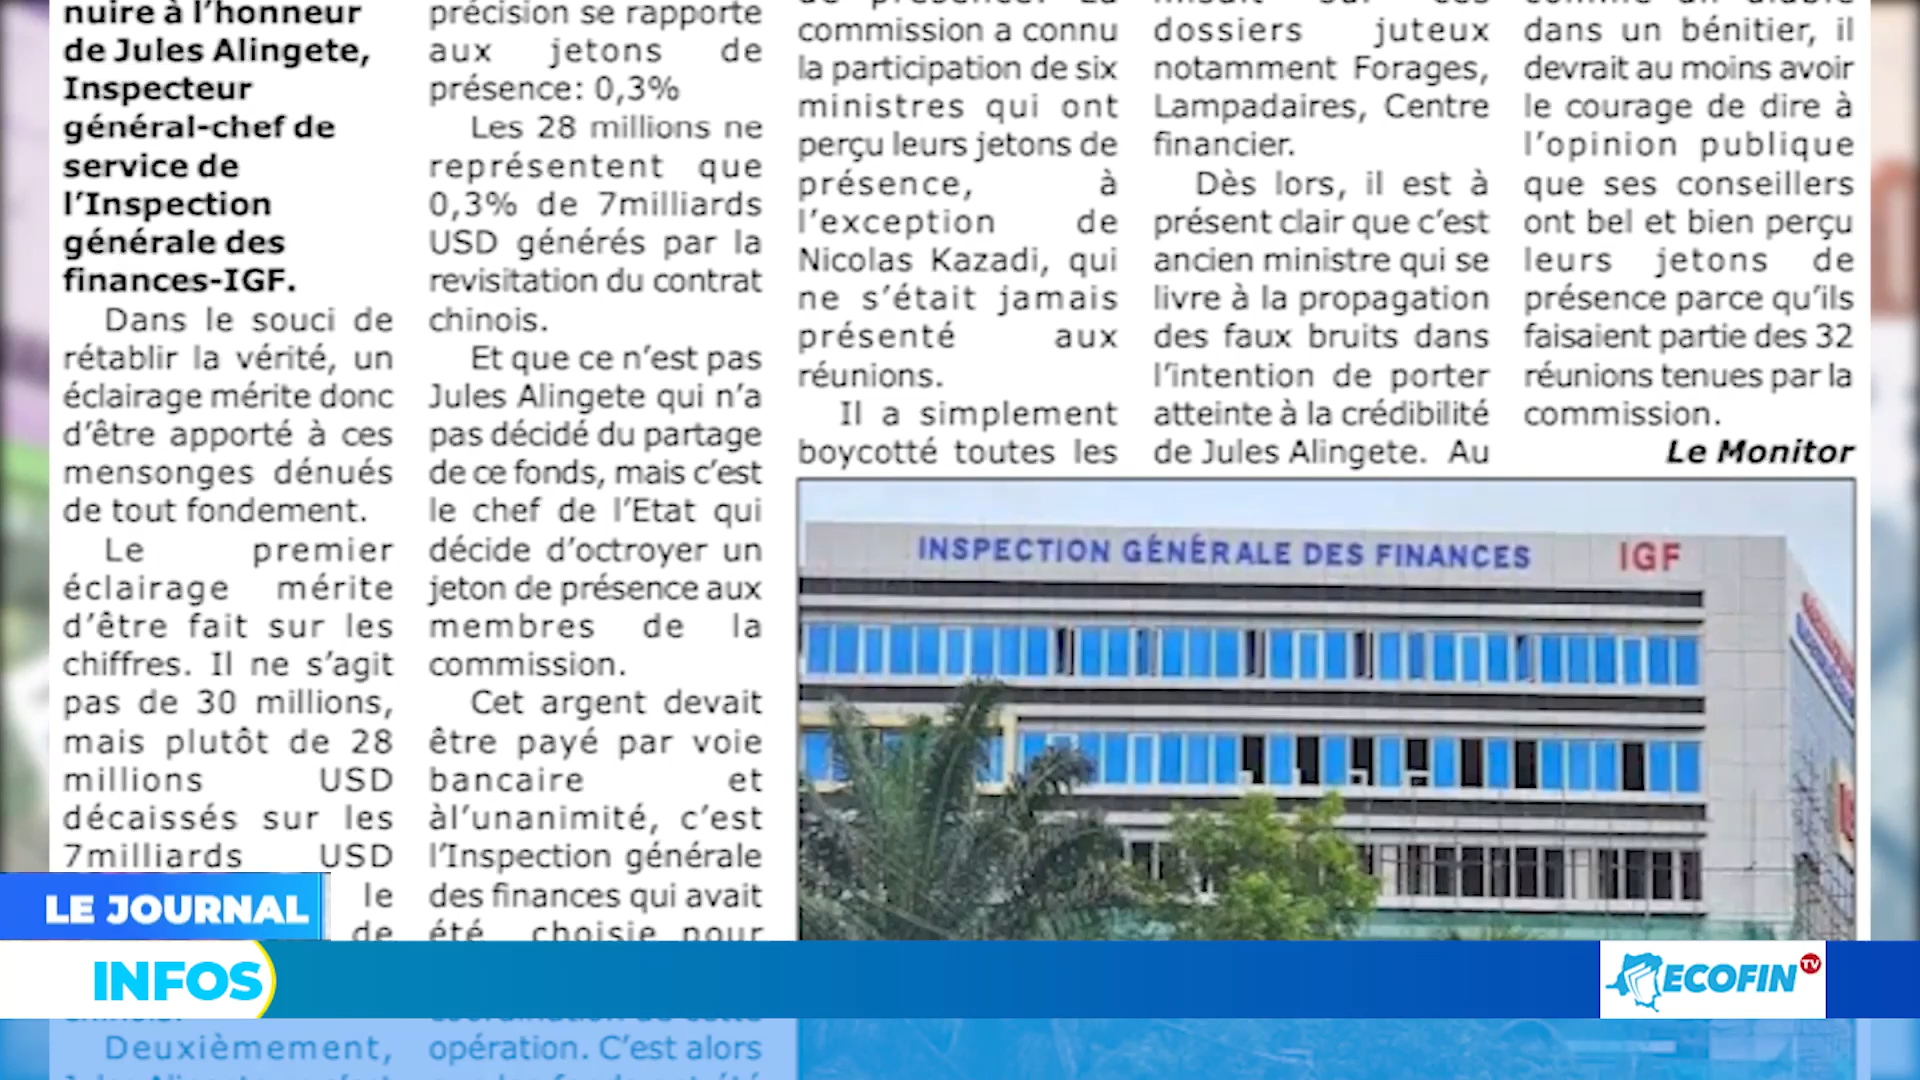 nuire à l'honneur
de Jules Alingete,
Inspecteur
général-chef de
service de
l'Inspection
générale des
finances-IGF.
Dans le souci de
rétablir la vérité, un
éclairage mérite donc
d'être apporté à ces
mensonges dénués
de tout fondement.
Le premier
éclairage mérite
d'être fait sur les
chiffres. Il ne s'agit
pas de 30 millions,
mais plutôt de 28
millions USD
décaissés sur les
7milliards USD
le
de
Deuxièmement,
précision se rapporte
aux jetons de
présence: 0,3%
Les 28 millions ne
représentent que
0,3% de 7milliards
USD générés par la
revisitation du contrat
chinois.
Et que ce n'est pas
Jules Alingete qui n'a
pas décidé du partage
de ce fonds, mais c'est
le chef de l'Etat qui
décide d'octroyer un
jeton de présence aux
membres de la
commission.
Cet argent devait
être payé par voie
bancaire et
àl'unanimité, c'est
l'Inspection générale
des finances qui avait
été choisie pour
opération. C'est alors
commission a connu
la participation de six
ministres qui ont
perçu leurs jetons de
présence, à
l'exception de
Nicolas Kazadi, qui
ne s'était jamais
présenté aux
réunions.
Il a simplement
boycotté toutes les
dossiers juteux
notamment Forages,
Lampadaires, Centre
financier.
Dès lors, il est à
présent clair que c'est
ancien ministre qui se
livre à la propagation
des faux bruits dans
l'intention de porter
atteinte à la crédibilité
de Jules Alingete. Au
dans un bénitier, il
devrait au moins avoir
le courage de dire à
l'opinion publique
que ses conseillers
ont bel et bien perçu
leurs jetons de
présence parce qu'ils
faisaient partie des 32
réunions tenues par la
commission.
Le Monitor
INSPECTION GÉNÉRALE DES FINANCES IGF
LE JOURNAL
INFOS
ECOFIN TV